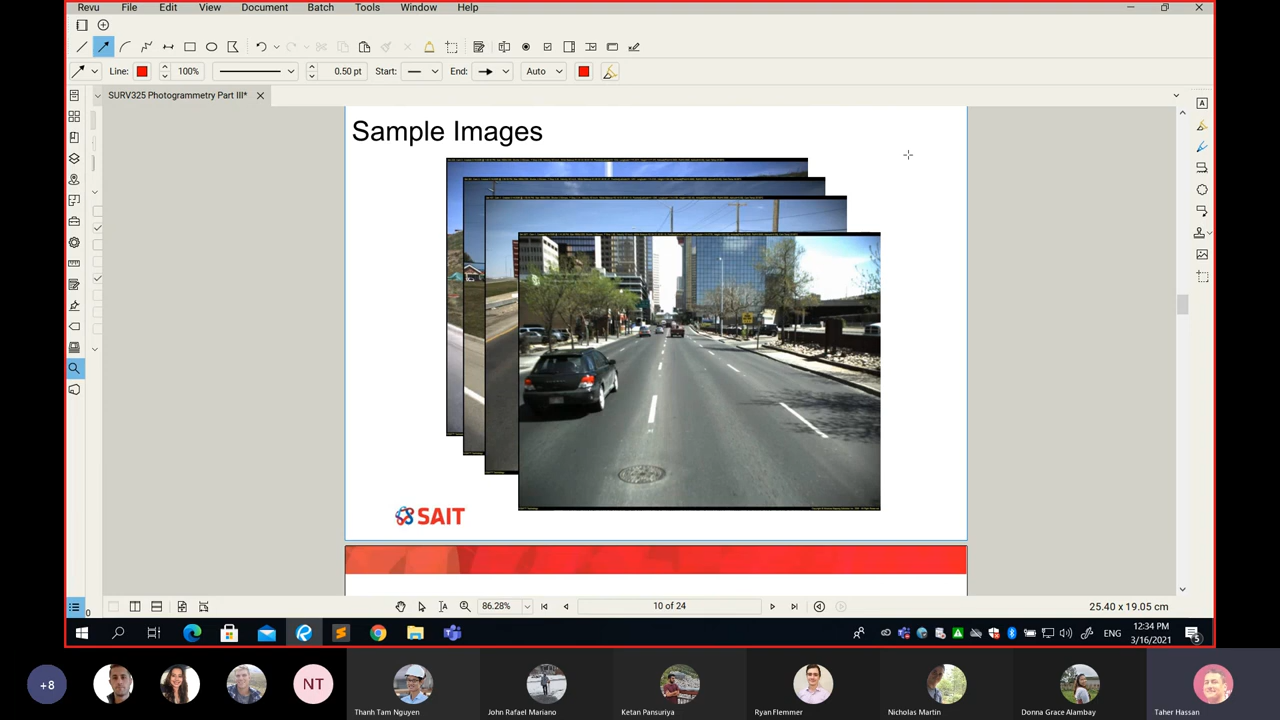 Revu File Edit View Document Batch Tools Window Help
Line: 100% 0.50 pt Start: End: Auto
SURV325 Photogrammetry Part III*
Sample Images
SAIT
0 86.28% 10 of 24 25.40 x 19.05 cm
ENG 12:34 PM
3/16/2021
5
+8 NT
Thanh Tam Nguyen John Rafael Mariano Ketan Pansuriya Ryan Flemmer Nicholas Martin Donna Grace Alambay Taher Hassan